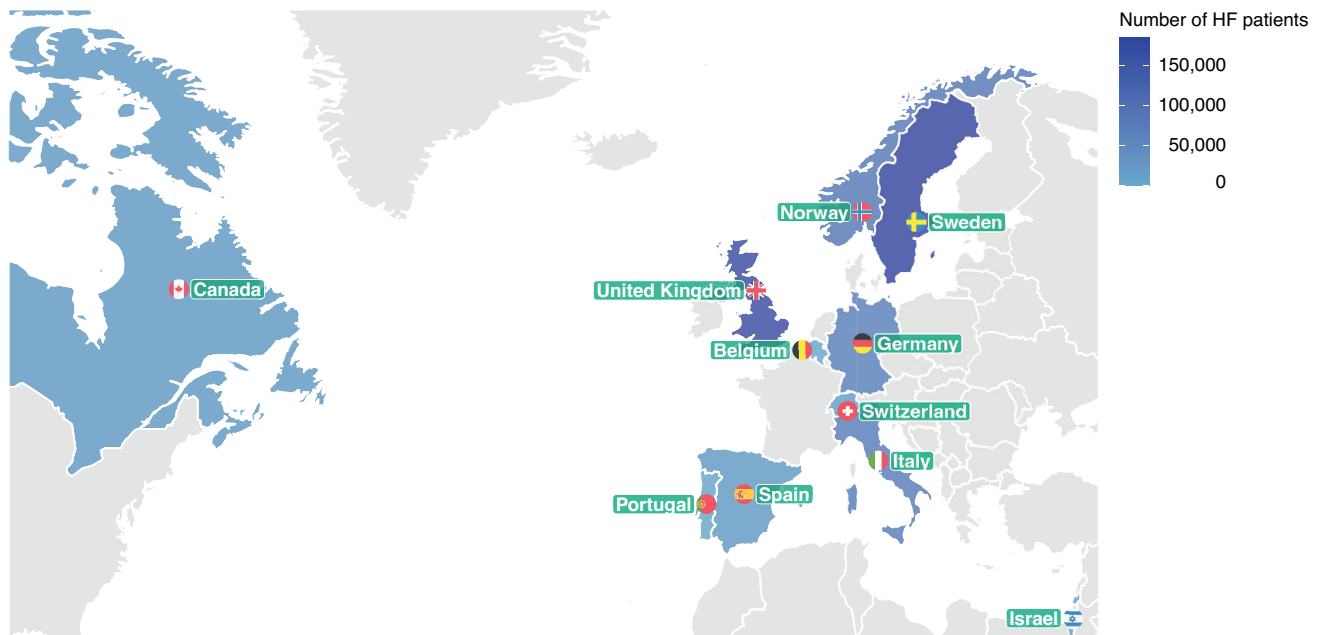 Number of HF patients
150,000
100,000
50,000
0
Norway
Sweden
Canada
United Kingdom
Germany
Belgium
Switzerland
Italy
Spain
Portugal
Israel